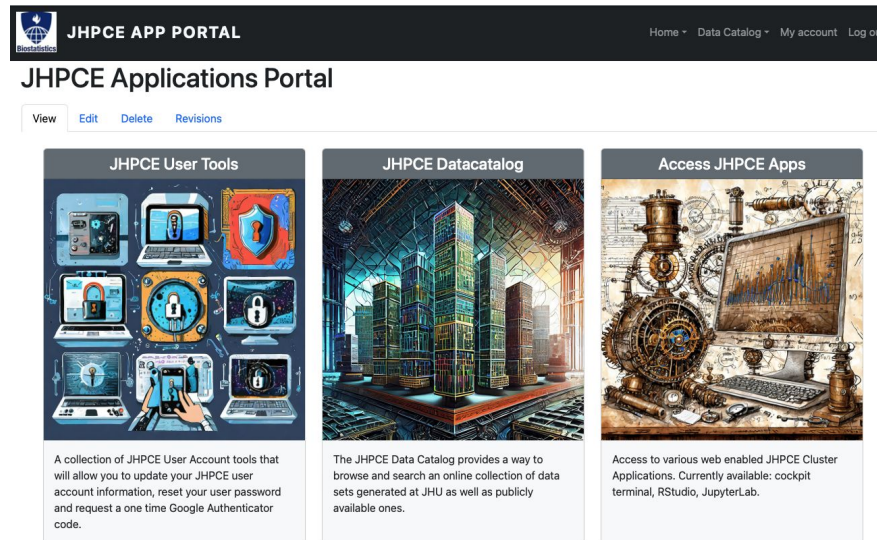 Biostatistics
JHPCE APP PORTAL
Home
Data Catalog
My account
Log ou
JHPCE Applications Portal
View
Edit
Delete
Revisions
JHPCE User Tools
A collection of JHPCE User Account tools that
will allow you to update your JHPCE user
account information, reset your user password
and request a one time Google Authenticator
code.
JHPCE Datacatalog
The JHPCE Data Catalog provides a way to
browse and search an online collection of data
sets generated at JHU as well as publicly
available ones.
Access JHPCE Apps
Access to various web enabled JHPCE Cluster
Applications. Currently available: cockpit
terminal, RStudio, JupyterLab.